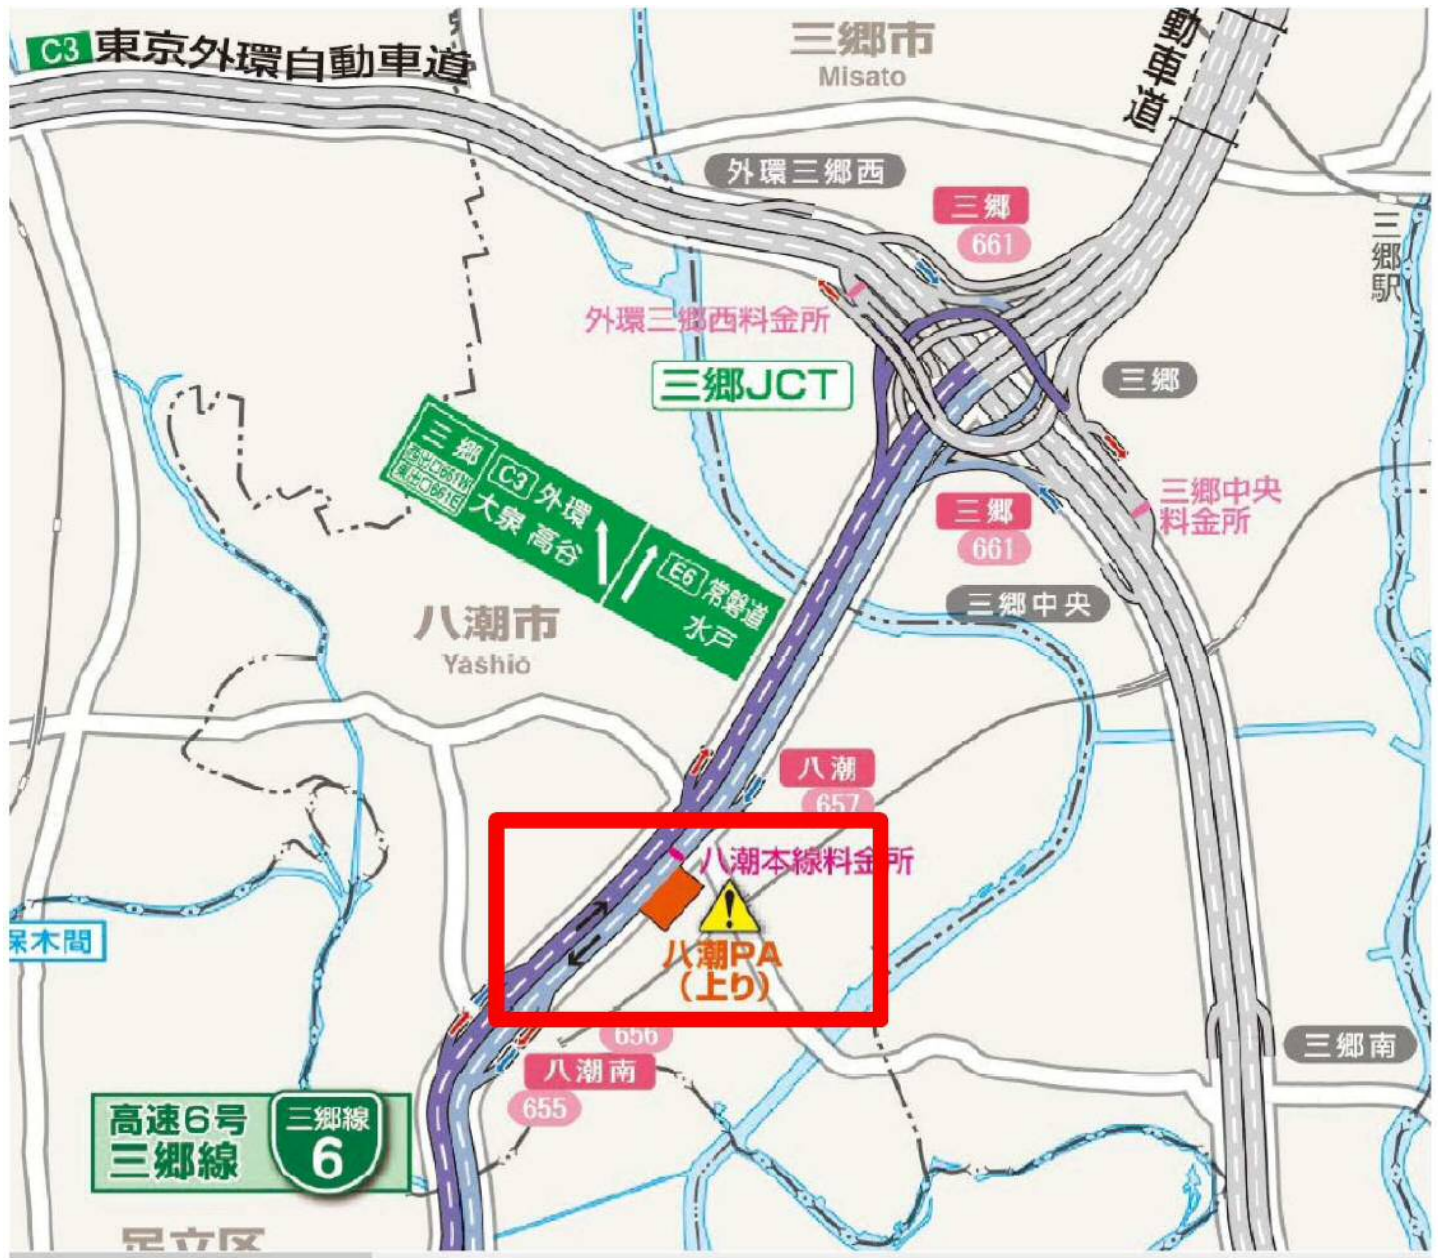 C3 東京外環自動車道
三郷市
Misato
動車道
外環三郷西
三郷
661
三郷駅
外環三郷西料金所
三郷JCT
三郷
三郷
C3 外環
大泉 高谷
E6 常磐道
水戸
三郷
661
三郷中央
料金所
三郷中央
八潮市
Yashio
八潮
657
八潮本線料金所
八潮PA
(上り)
木間
656
八潮南
655
三郷南
高速6号
三郷線
三郷線
6
足立区